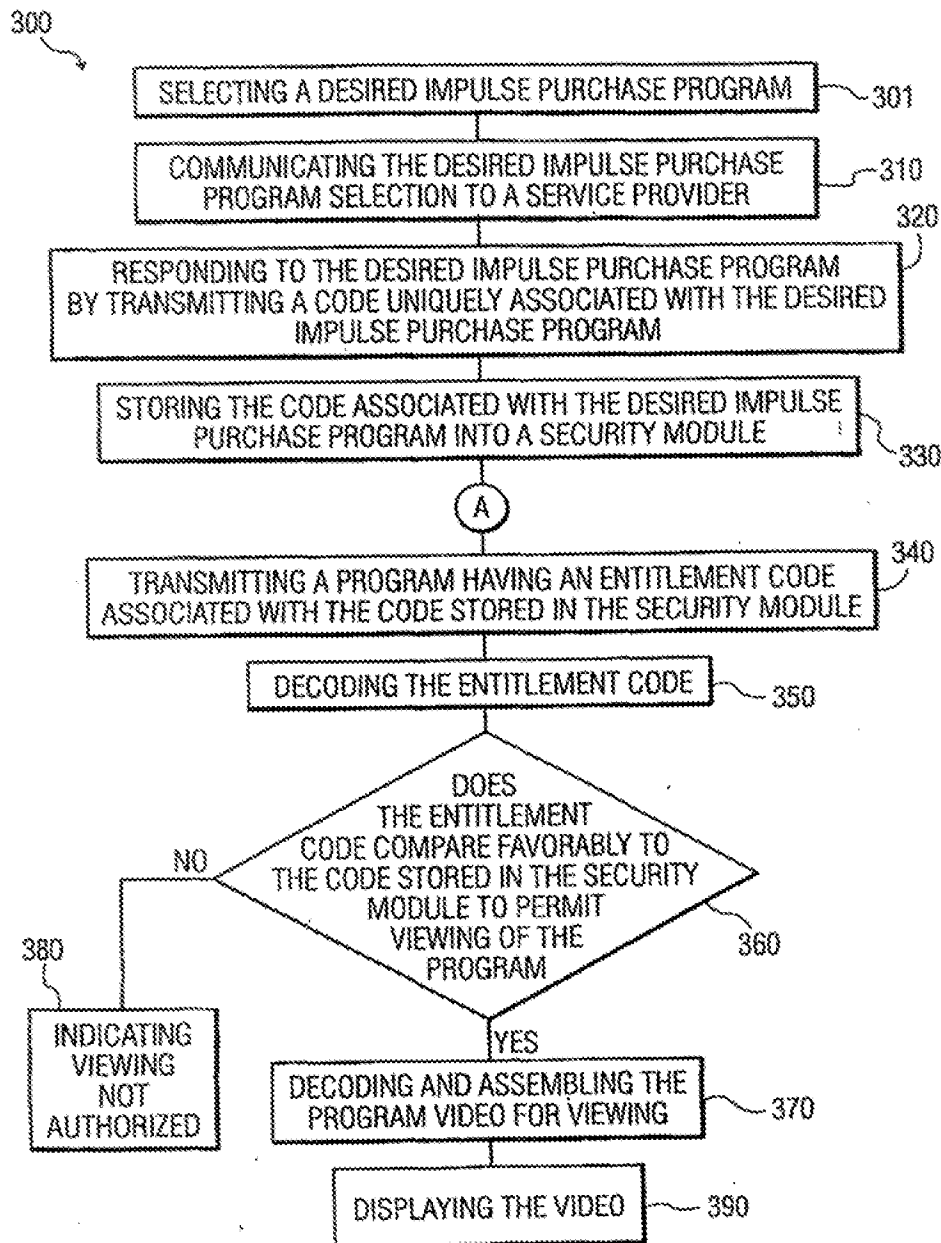 300
SELECTING A DESIRED IMPULSE PURCHASE PROGRAM
301
COMMUNICATING THE DESIRED IMPULSE PURCHASE
PROGRAM SELECTION TO A SERVICE PROVIDER
310
320
RESPONDING TO THE DESIRED IMPULSE PURCHASE PROGRAM
BY TRANSMITTING A CODE UNIQUELY ASSOCIATED WITH THE DESIRED
IMPULSE PURCHASE PROGRAM
STORING THE CODE ASSOCIATED WITH THE DESIRED IMPULSE
PURCHASE PROGRAM INTO A SECURITY MODULE
330
A
340
TRANSMITTING A PROGRAM HAVING AN ENTITLEMENT CODE
ASSOCIATED WITH THE CODE STORED IN THE SECURITY MODULE
DECODING THE ENTITLEMENT CODE
350
DOES
THE ENTITLEMENT
CODE COMPARE FAVORABLY TO
THE CODE STORED IN THE SECURITY
MODULE TO PERMIT
VIEWING OF THE
PROGRAM
360
NO
380
INDICATING
VIEWING
NOT
AUTHORIZED
YES
DECODING AND ASSEMBLING THE
PROGRAM VIDEO FOR VIEWING
370
DISPLAYING THE VIDEO
390